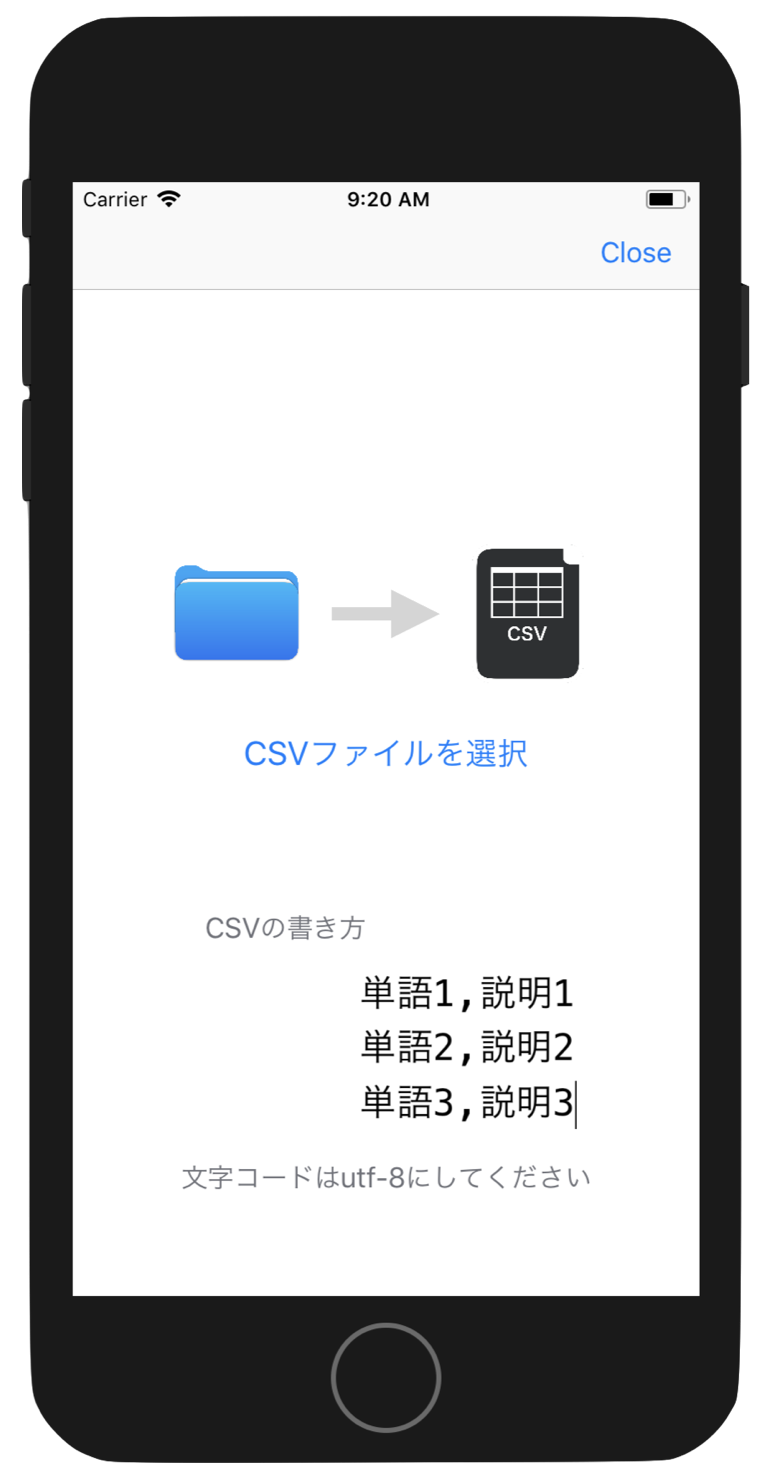 Carrier 9:20 AM
Close
CSV
CSVファイルを選択
CSVの書き方
単語1,説明1
単語2,説明2
単語3,説明3
文字コードはutf-8にしてください